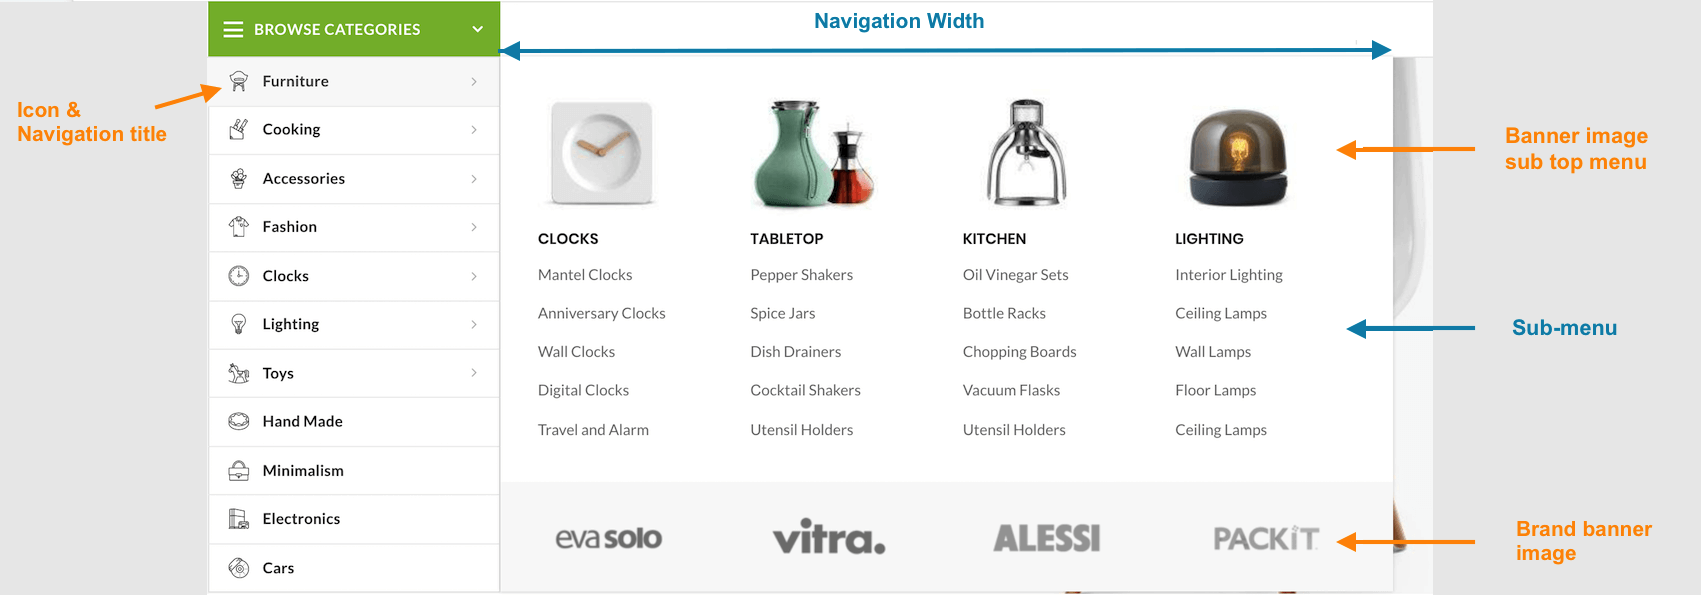 BROWSE CATEGORIES
Navigation Width
Icon &
Navigation title
Furniture
Cooking
Accessories
Fashion
Clocks
Lighting
Toys
Hand Made
Minimalism
Electronics
Cars
Banner image
sub top menu
CLOCKS
Mantel Clocks
Anniversary Clocks
Wall Clocks
Digital Clocks
Travel and Alarm
TABLETOP
Pepper Shakers
Spice Jars
Dish Drainers
Cocktail Shakers
Utensil Holders
KITCHEN
Oil Vinegar Sets
Bottle Racks
Chopping Boards
Vacuum Flasks
Utensil Holders
LIGHTING
Interior Lighting
Ceiling Lamps
Wall Lamps
Floor Lamps
Ceiling Lamps
Sub-menu
eva solo
vitra.
ALESSI
PACKiT
Brand banner
image